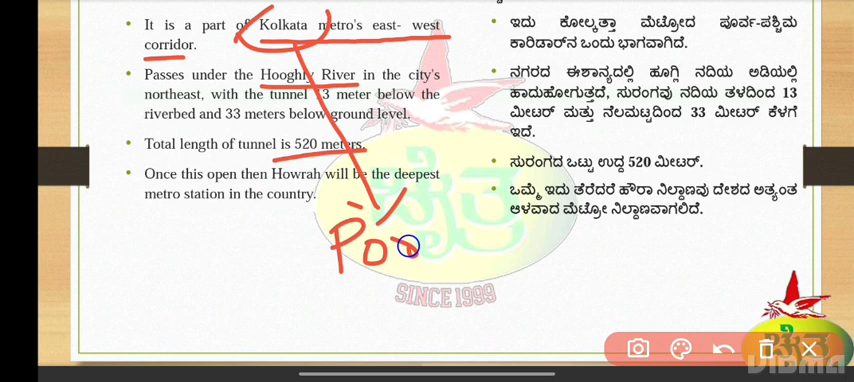 It is a part of Kolkata metro's east- west
corridor.
Passes under the Hooghly River in the city's
northeast, with the tunnel 13 meter below the
riverbed and 33 meters below ground level.
Total length of tunnel is 520 meters.
Once this open then Howrah will be the deepest
metro station in the country.
ಇದು ಕೋಲ್ಕತ್ತಾ ಮೆಟ್ರೋದ ಪೂರ್ವ-ಪಶ್ಚಿಮ
ಕಾರಿಡಾರ್‌ನ ಒಂದು ಭಾಗವಾಗಿದೆ.
ನಗರದ ಈಶಾನ್ಯದಲ್ಲಿ ಹೂಗ್ಲಿ ನದಿಯ ಅಡಿಯಲ್ಲಿ
ಹಾದುಹೋಗುತ್ತದೆ, ಸುರಂಗವು ನದಿಯ ತಳದಿಂದ 13
ಮೀಟರ್ ಮತ್ತು ನೆಲಮಟ್ಟದಿಂದ 33 ಮೀಟರ್ ಕೆಳಗೆ
ಇದೆ.
ಸುರಂಗದ ಒಟ್ಟು ಉದ್ದ 520 ಮೀಟರ್.
ಒಮ್ಮೆ ಇದು ತೆರೆದರೆ ಹೌರಾ ನಿಲ್ದಾಣವು ದೇಶದ ಅತ್ಯಂತ
ಆಳವಾದ ಮೆಟ್ರೋ ನಿಲ್ದಾಣವಾಗಲಿದೆ.
SINCE 1999